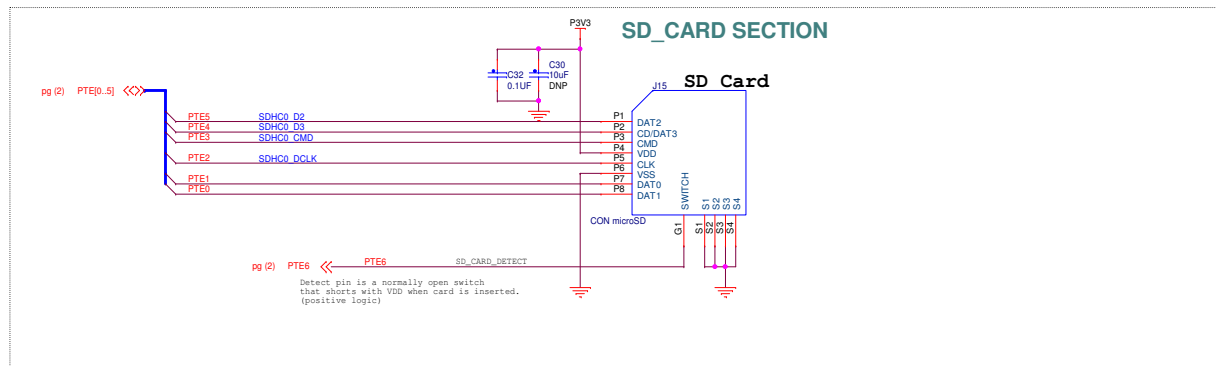 P3V3
SD_CARD SECTION
C32
0.1UF
C30
10uF
DNP
J15
SD Card
pg (2) PTE[0..5]
PTE5 SDHC0_D2 P1 DAT2
PTE4 SDHC0_D3 P2 CD/DAT3
PTE3 SDHC0_CMD P3 CMD
P4 VDD
PTE2 SDHC0_DCLK P5 CLK
P6 VSS
PTE1 P7 DAT0
PTE0 P8 DAT1
SWITCH S1 S2 S3 S4
CON microSD
G1 S1 S2 S3 S4
pg (2) PTE6 PTE6 SD_CARD_DETECT
Detect pin is a normally open switch
that shorts with VDD when card is inserted.
(positive logic)